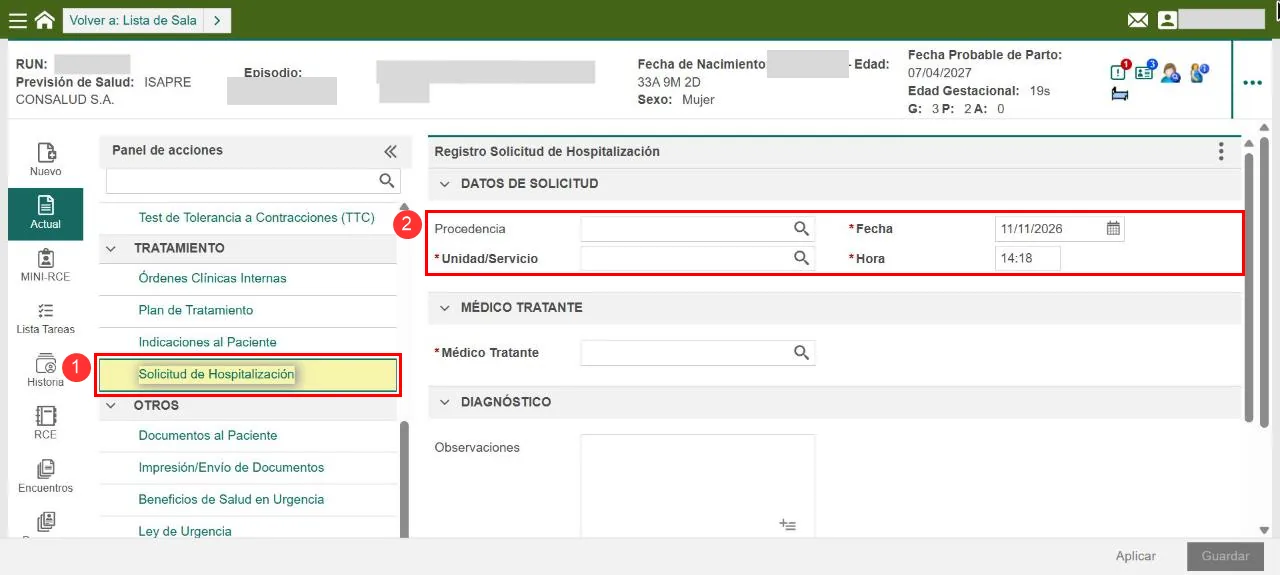 Volver a: Lista de Sala
RUN:
Previsión de Salud: ISAPRE
CONSALUD S.A.
Episodio:
Fecha de Nacimiento - Edad:
33A 9M 2D
Sexo: Mujer
Fecha Probable de Parto:
07/04/2027
Edad Gestacional: 19s
G: 3 P: 2 A: 0
1
3
Nuevo
Actual
MINI-RCE
Lista Tareas
Historia
RCE
Encuentros
Panel de acciones
Test de Tolerancia a Contracciones (TTC)
TRATAMIENTO
Órdenes Clínicas Internas
Plan de Tratamiento
Indicaciones al Paciente
1
Solicitud de Hospitalización
OTROS
Documentos al Paciente
Impresión/Envío de Documentos
Beneficios de Salud en Urgencia
Ley de Urgencia
Registro Solicitud de Hospitalización
DATOS DE SOLICITUD
2
Procedencia
* Fecha 11/11/2026
* Unidad/Servicio
* Hora 14:18
MÉDICO TRATANTE
* Médico Tratante
DIAGNÓSTICO
Observaciones
Aplicar
Guardar